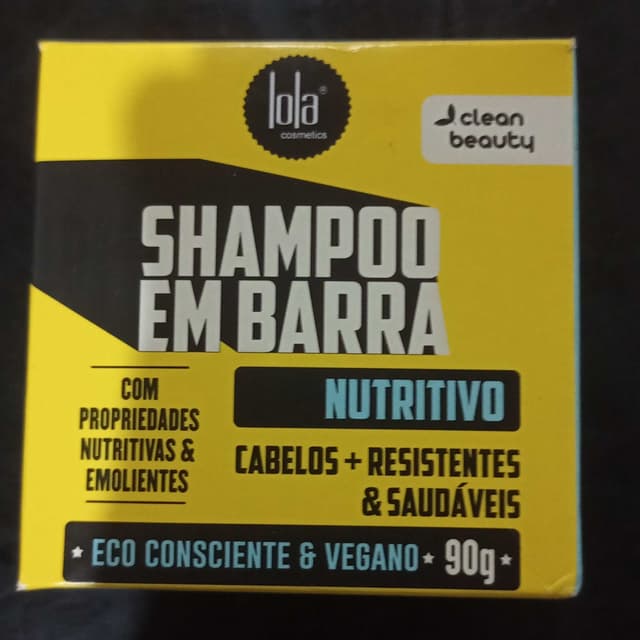 lola®
cosmetics
clean
beauty
SHAMPOO
EM BARRA
COM
PROPRIEDADES
NUTRITIVAS &
EMOLIENTES
NUTRITIVO
CABELOS + RESISTENTES
& SAUDÁVEIS
ECO CONSCIENTE & VEGANO
90g